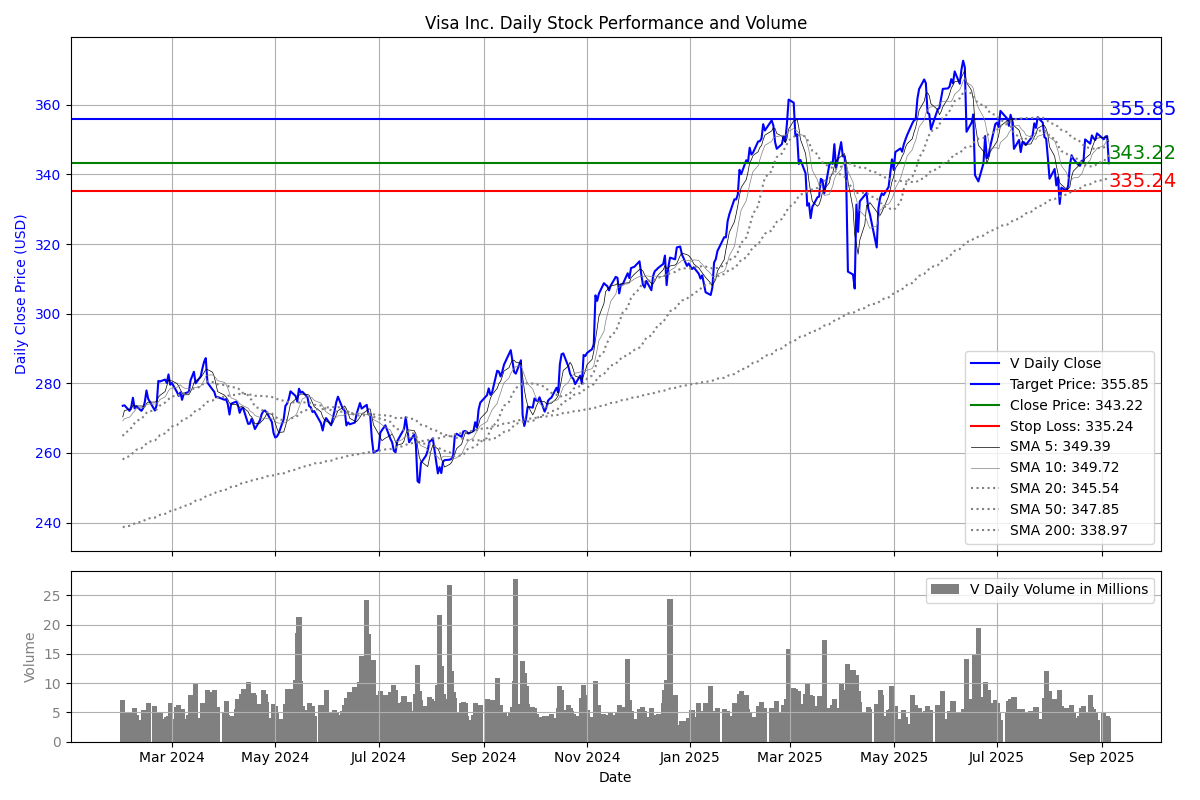 Visa Inc. Daily Stock Performance and Volume
Daily Close Price (USD)
360
340
320
300
280
260
240
355.85
343.22
335.24
V Daily Close
Target Price: 355.85
Close Price: 343.22
Stop Loss: 335.24
SMA 5: 349.39
SMA 10: 349.72
SMA 20: 345.54
SMA 50: 347.85
SMA 200: 338.97
Volume
25
20
15
10
5
0
V Daily Volume in Millions
Mar 2024
May 2024
Jul 2024
Sep 2024
Nov 2024
Jan 2025
Mar 2025
May 2025
Jul 2025
Sep 2025
Date